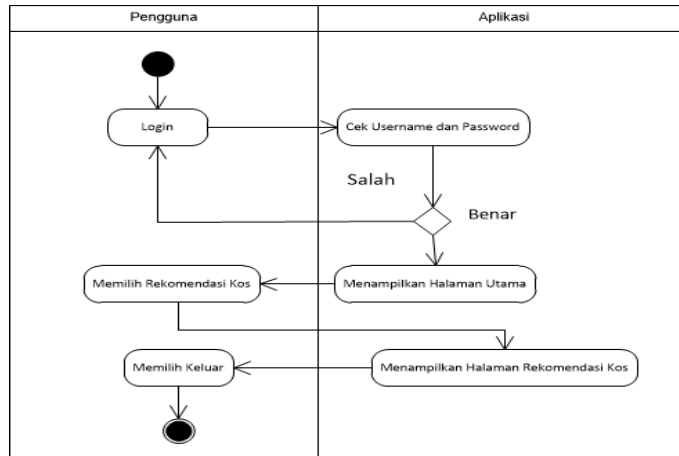 Pengguna
Aplikasi
Login
Cek Username dan Password
Salah
Benar
Memilih Rekomendasi Kos
Menampilkan Halaman Utama
Memilih Keluar
Menampilkan Halaman Rekomendasi Kos